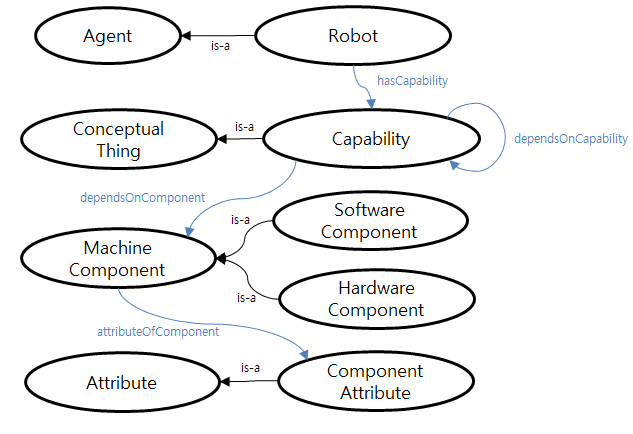 Agent
is-a
Robot
hasCapability
Conceptual
Thing
is-a
Capability
dependsOnCapability
dependsOnComponent
is-a
Software
Component
Machine
Component
is-a
Hardware
Component
attributeOfComponent
Attribute
is-a
Component
Attribute